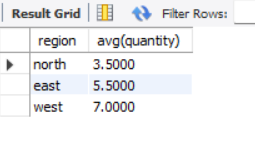 Result Grid Filter Rows:
region avg(quantity)
north 3.5000
east 5.5000
west 7.0000